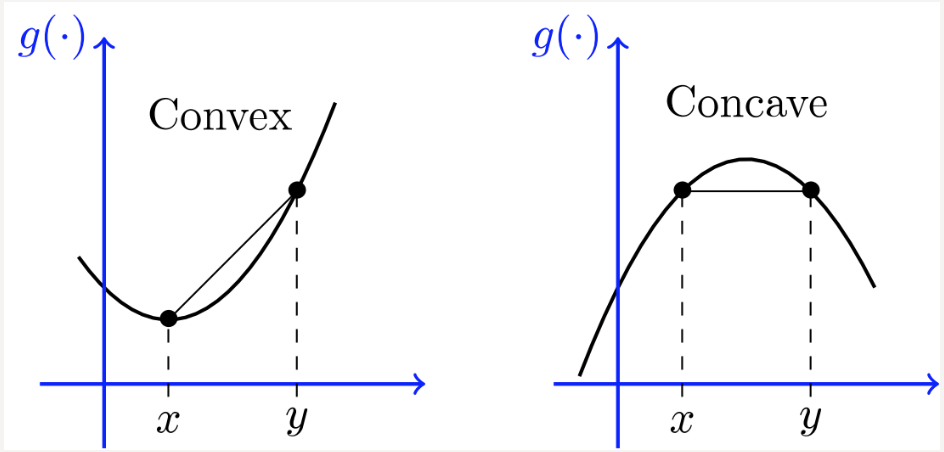 g(·)
Convex
x
y
g(·)
Concave
x
y